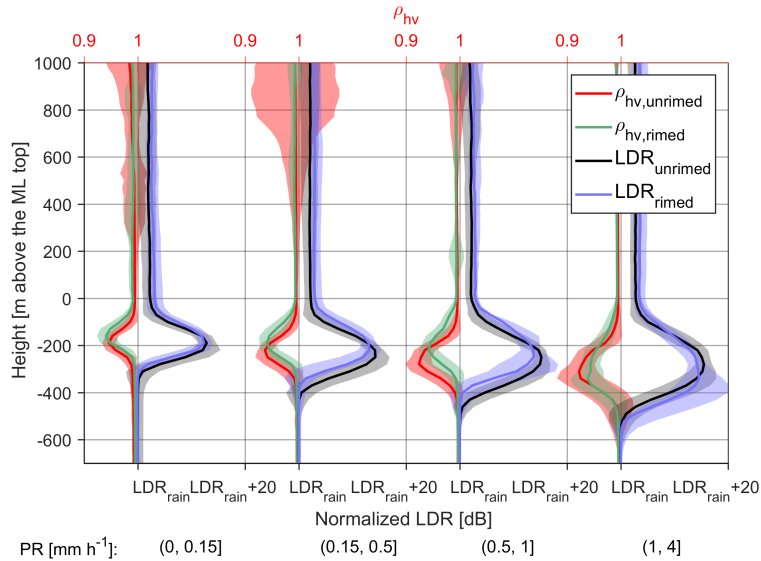 ρhv
0.9 1 0.9 1 0.9 1 0.9 1
1000
800
600
400
200
0
-200
-400
-600
Height [m above the ML top]
ρhv,unrimed
ρhv,rimed
LDRunrimed
LDRrimed
LDRrain LDRrain+20 LDRrain LDRrain+20 LDRrain LDRrain+20 LDRrain LDRrain+20
Normalized LDR [dB]
PR [mm h-1]: (0, 0.15] (0.15, 0.5] (0.5, 1] (1, 4]